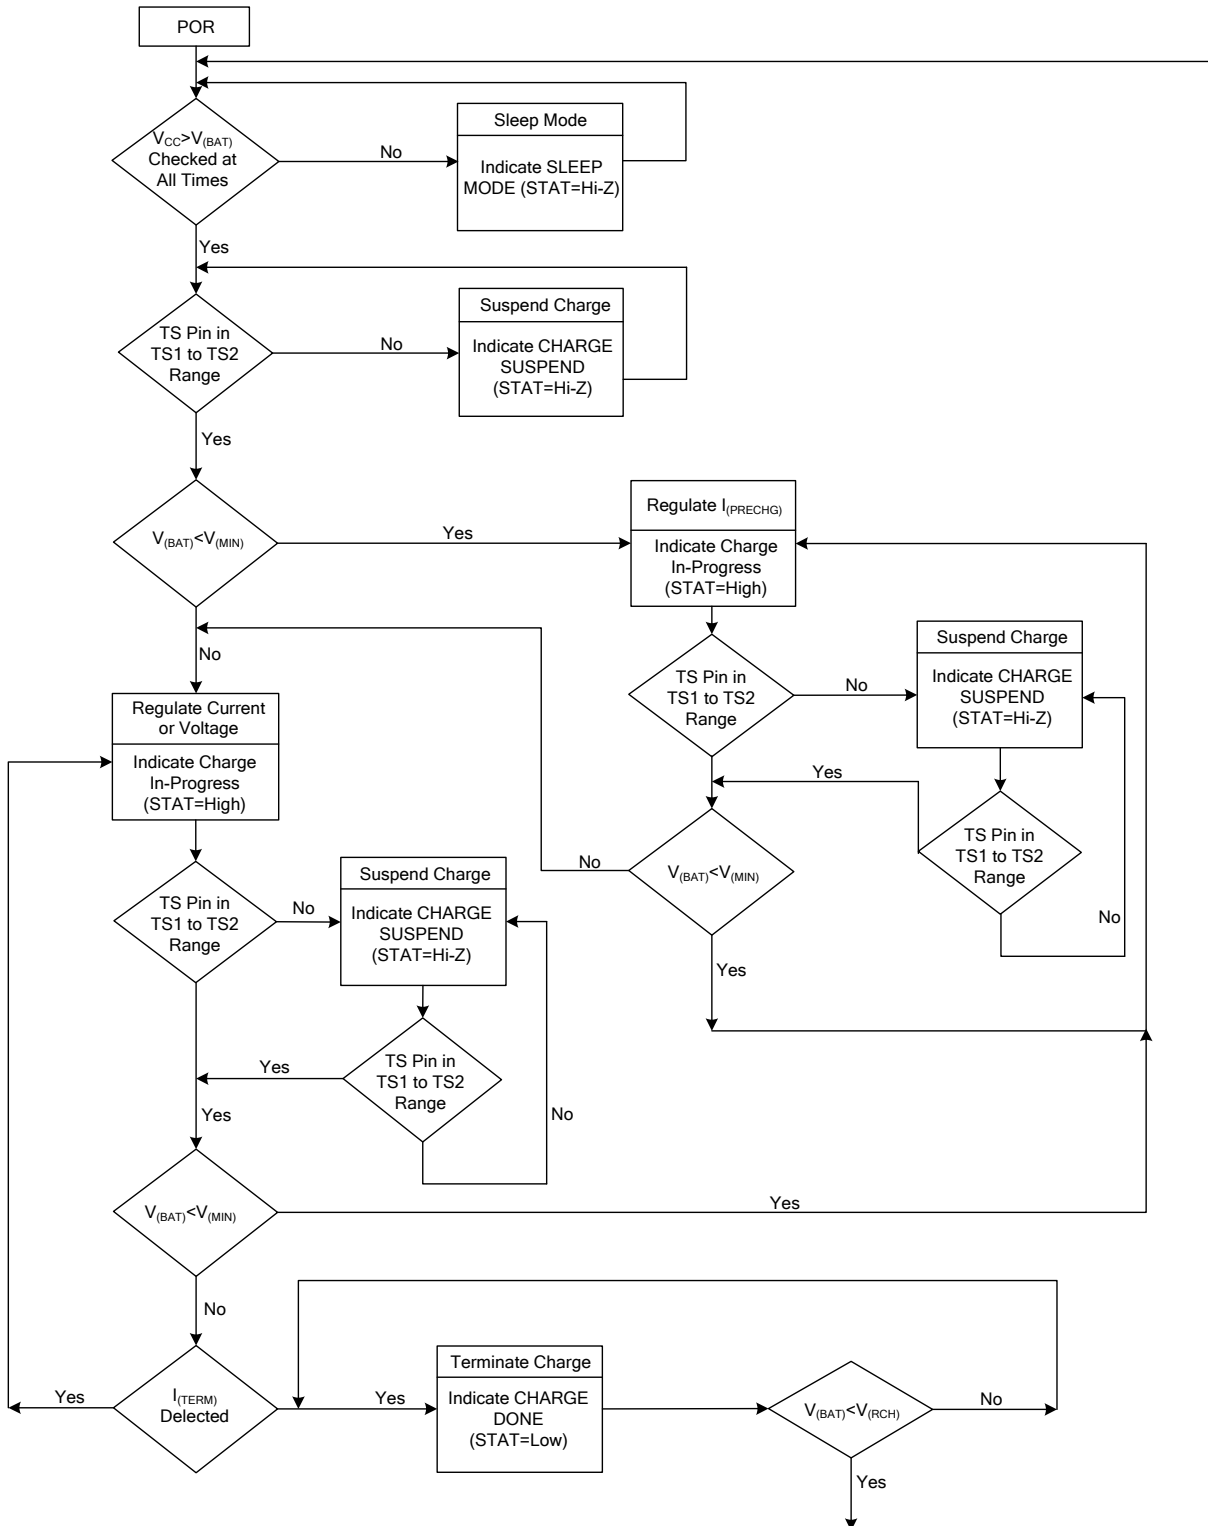 POR
V(CC)>V(BAT)
Checked at
All Times
No
Sleep Mode
Indicate SLEEP
MODE (STAT=Hi-Z)
Yes
TS Pin in
TS1 to TS2
Range
No
Suspend Charge
Indicate CHARGE
SUSPEND
(STAT=Hi-Z)
Yes
V(BAT)<V(MIN)
Yes
Regulate I(PRECHG)
Indicate Charge
In-Progress
(STAT=High)
No
TS Pin in
TS1 to TS2
Range
No
Suspend Charge
Indicate CHARGE
SUSPEND
(STAT=Hi-Z)
Yes
TS Pin in
TS1 to TS2
Range
No
V(BAT)<V(MIN)
No
Yes
Regulate Current
or Voltage
Indicate Charge
In-Progress
(STAT=High)
TS Pin in
TS1 to TS2
Range
No
Suspend Charge
Indicate CHARGE
SUSPEND
(STAT=Hi-Z)
TS Pin in
TS1 to TS2
Range
Yes
No
Yes
V(BAT)<V(MIN)
Yes
No
I(TERM)
Delected
Yes
Yes
Terminate Charge
Indicate CHARGE
DONE
(STAT=Low)
V(BAT)<V(RCH)
No
Yes